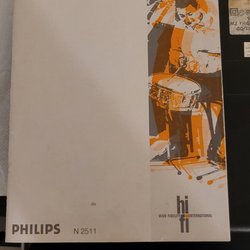 hi
fi
HIGH FIDELITY INTERNATIONAL
PHILIPS N 2511